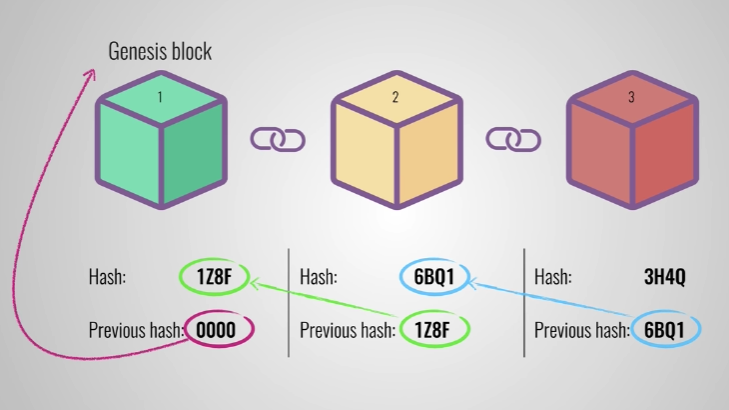 Genesis block
1
2
3
Hash: 1Z8F
Previous hash: 0000
Hash: 6BQ1
Previous hash: 1Z8F
Hash: 3H4Q
Previous hash: 6BQ1